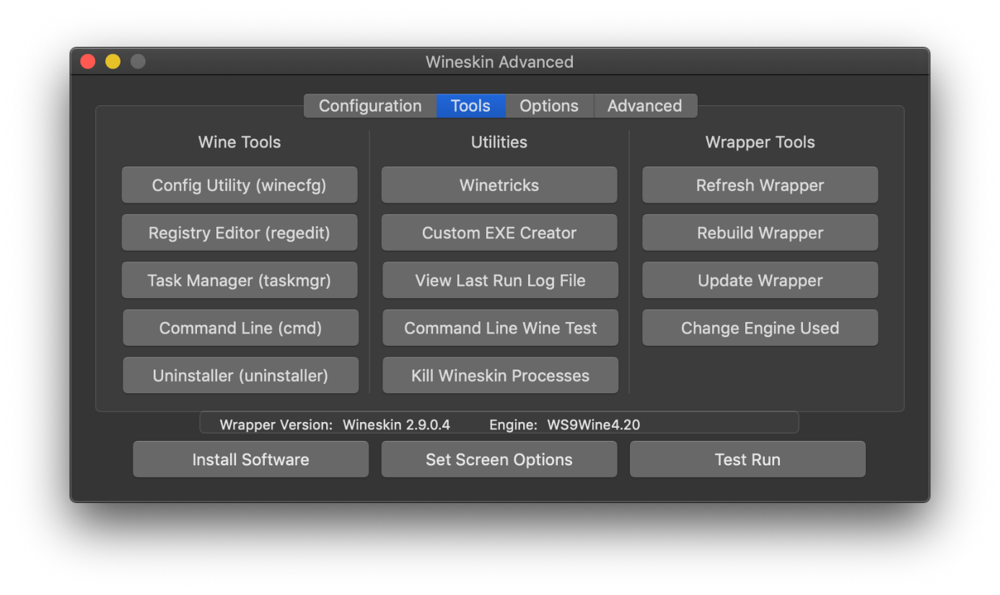 Wineskin Advanced
Configuration Tools Options Advanced
Wine Tools
Config Utility (winecfg)
Registry Editor (regedit)
Task Manager (taskmgr)
Command Line (cmd)
Uninstaller (uninstaller)
Utilities
Winetricks
Custom EXE Creator
View Last Run Log File
Command Line Wine Test
Kill Wineskin Processes
Wrapper Tools
Refresh Wrapper
Rebuild Wrapper
Update Wrapper
Change Engine Used
Wrapper Version: Wineskin 2.9.0.4 Engine: WS9Wine4.20
Install Software Set Screen Options Test Run